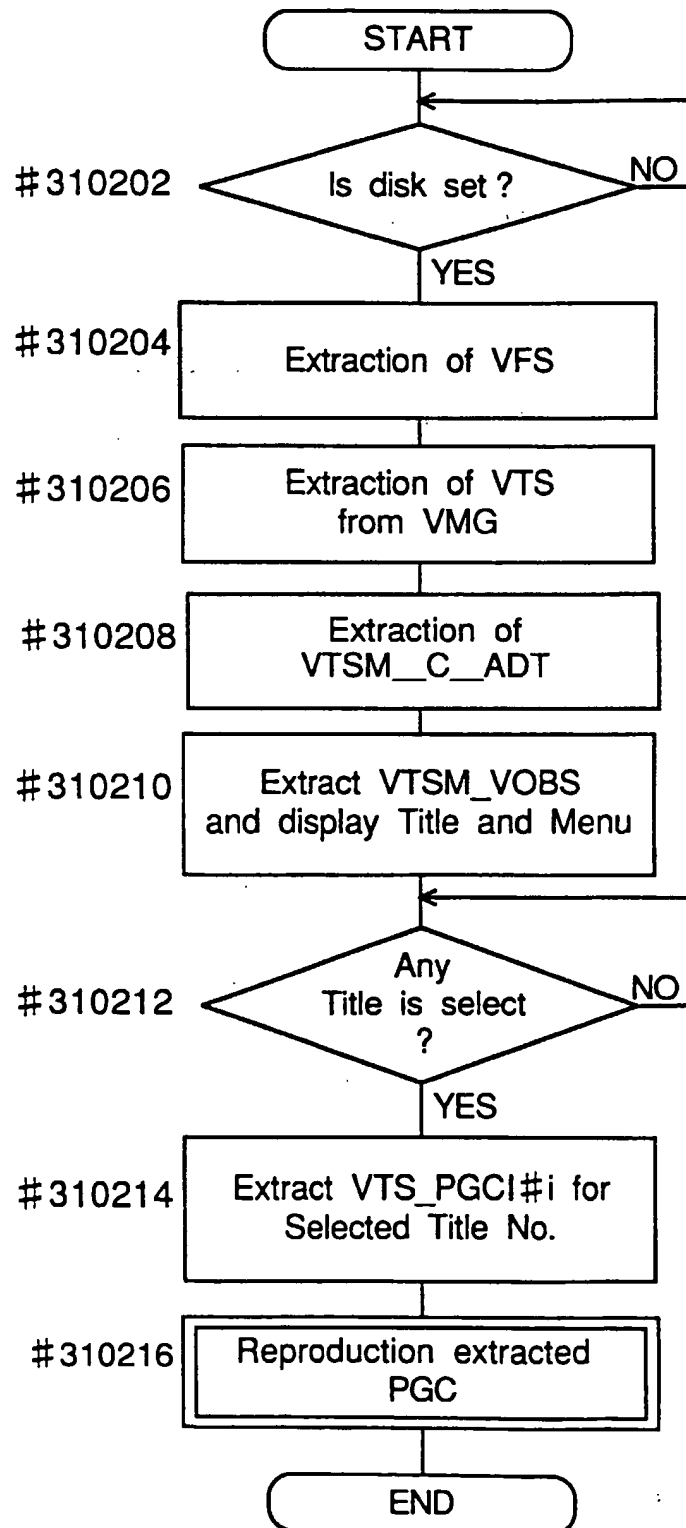 START
#310202
Is disk set ?
NO
YES
#310204
Extraction of VFS
#310206
Extraction of VTS
from VMG
#310208
Extraction of
VTSM__C__ADT
#310210
Extract VTSM_VOBS
and display Title and Menu
#310212
Any
Title is select
?
NO
YES
#310214
Extract VTS_PGCI#i for
Selected Title No.
#310216
Reproduction extracted
PGC
END